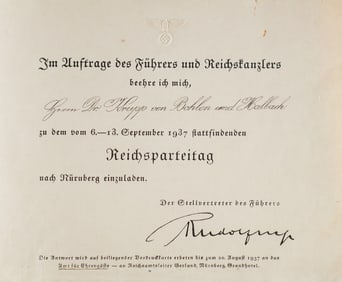 Im Auftrage des Führers und Reichskanzlers
beehre ich mich,
Herrn Dr. Krupp von Bohlen und Halbach
zu dem vom 6.–13. September 1937 stattfindenden
Reichsparteitag
nach Nürnberg einzuladen.
Der Stellvertreter des Führers
Die Antwort wird auf beiliegender Vordruckkarte erbeten bis zum 20. August 1937 an das
Amt für Ehrengäste — an Reichsamtsleiter Gerland, Nürnberg, Grandhotel.